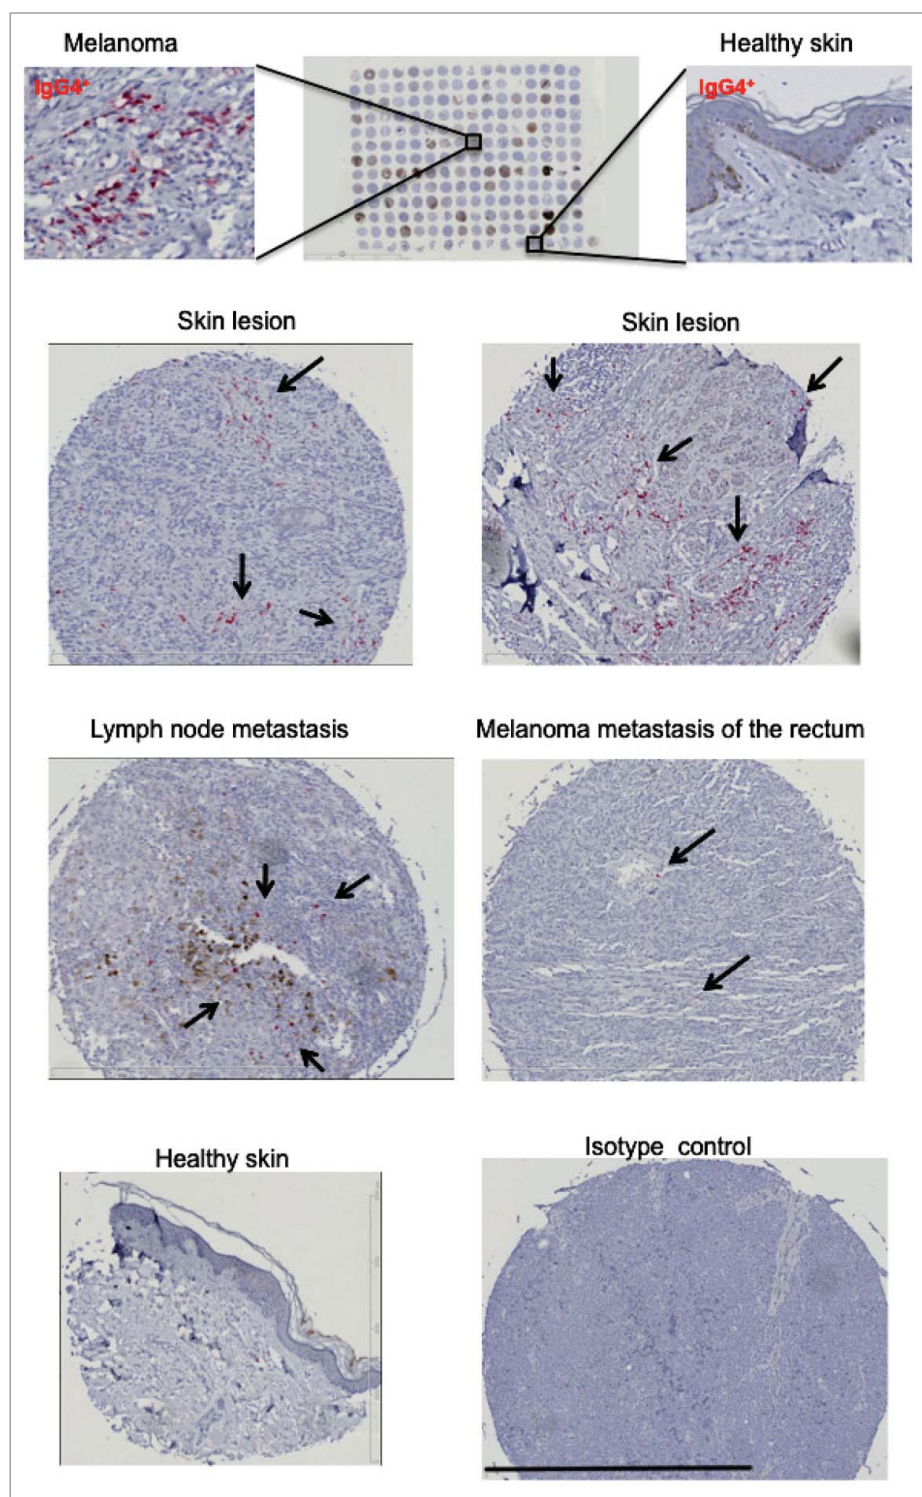 Melanoma
Healthy skin
IgG4+
IgG4+
Skin lesion
Skin lesion
Lymph node metastasis
Melanoma metastasis of the rectum
Healthy skin
Isotype control